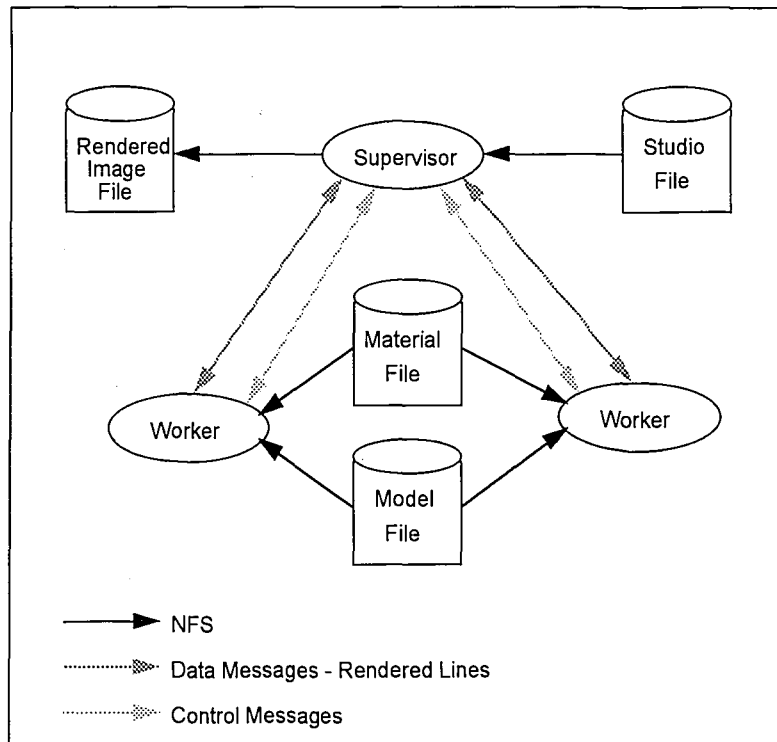 Rendered
Image
File
Supervisor
Studio
File
Material
File
Worker
Worker
Model
File
NFS
Data Messages - Rendered Lines
Control Messages